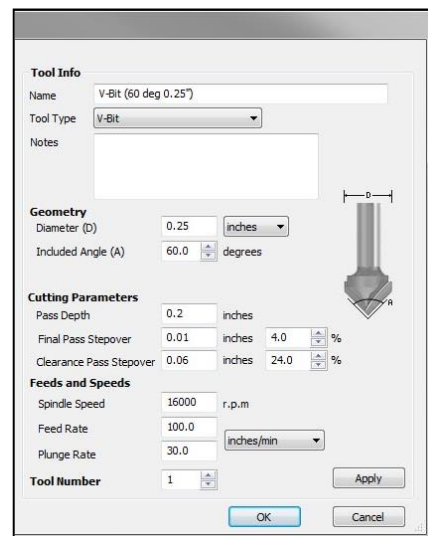 Tool Info
Name V-Bit (60 deg 0.25")
Tool Type V-Bit
Notes
D
Geometry
Diameter (D) 0.25 inches
Included Angle (A) 60.0 degrees
A
Cutting Parameters
Pass Depth 0.2 inches
Final Pass Stepover 0.01 inches 4.0 %
Clearance Pass Stepover 0.06 inches 24.0 %
Feeds and Speeds
Spindle Speed 16000 r.p.m
Feed Rate 100.0
inches/min
Plunge Rate 30.0
Tool Number 1 Apply
OK Cancel